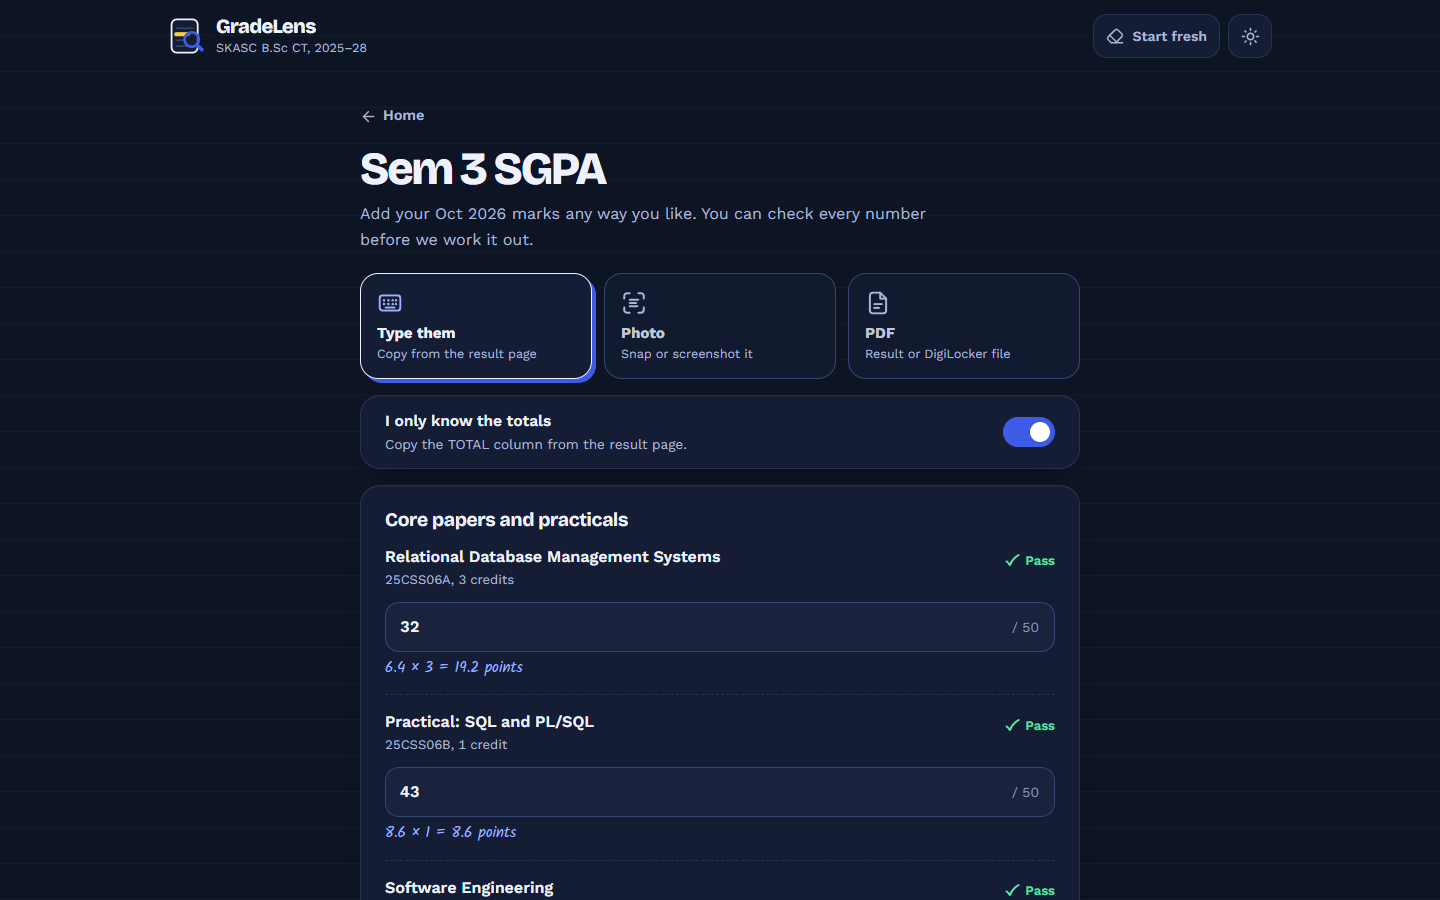 GradeLens
SKASC B.Sc CT, 2025–28
Start fresh
Home
Sem 3 SGPA
Add your Oct 2026 marks any way you like. You can check every number
before we work it out.
Type them
Copy from the result page
Photo
Snap or screenshot it
PDF
Result or DigiLocker file
I only know the totals
Copy the TOTAL column from the result page.
Core papers and practicals
Relational Database Management Systems
Pass
25CSS06A, 3 credits
32 / 50
6.4 × 3 = 19.2 points
Practical: SQL and PL/SQL
Pass
25CSS06B, 1 credit
43 / 50
8.6 × 1 = 8.6 points
Software Engineering
Pass